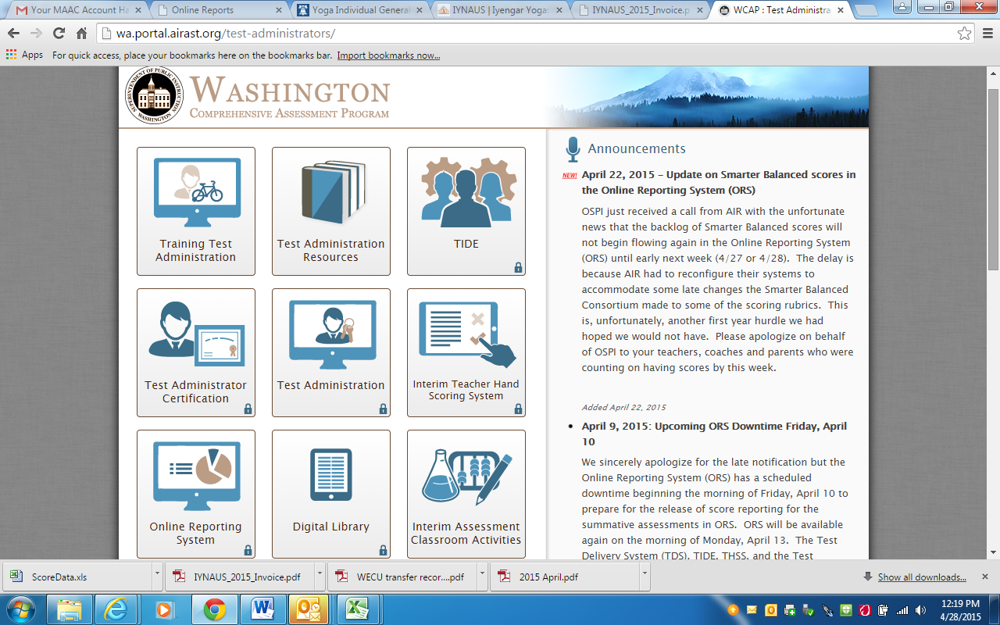 Your MAAC Account Ha
Online Reports
Yoga Individual General
IYNAUS | Iyengar Yoga
IYNAUS_2015_Invoice.p
WCAP : Test Administra
wa.portal.airast.org/test-administrators/
Apps
For quick access, place your bookmarks here on the bookmarks bar. Import bookmarks now...
SUPERINTENDENT OF PUBLIC INSTRUCTION
WASHINGTON
WASHINGTON
COMPREHENSIVE ASSESSMENT PROGRAM
Training Test
Administration
Test Administration
Resources
TIDE
Test Administrator
Certification
Test Administration
Interim Teacher Hand
Scoring System
Online Reporting
System
Digital Library
Interim Assessment
Classroom Activities
Announcements
NEW! April 22, 2015 – Update on Smarter Balanced scores in
the Online Reporting System (ORS)
OSPI just received a call from AIR with the unfortunate
news that the backlog of Smarter Balanced scores will
not begin flowing again in the Online Reporting System
(ORS) until early next week (4/27 or 4/28). The delay is
because AIR had to reconfigure their systems to
accommodate some late changes the Smarter Balanced
Consortium made to some of the scoring rubrics. This
is, unfortunately, another first year hurdle we had
hoped we would not have. Please apologize on behalf
of OSPI to your teachers, coaches and parents who were
counting on having scores by this week.
Added April 22, 2015
• April 9, 2015: Upcoming ORS Downtime Friday, April
10
We sincerely apologize for the late notification but the
Online Reporting System (ORS) has a scheduled
downtime beginning the morning of Friday, April 10 to
prepare for the release of score reporting for the
summative assessments in ORS. ORS will be available
again on the morning of Monday, April 13. The Test
Delivery System (TDS), TIDE, THSS, and the Test
ScoreData.xls
IYNAUS_2015_Invoice.pdf
WECU transfer recor....pdf
2015 April.pdf
Show all downloads...
12:19 PM
4/28/2015